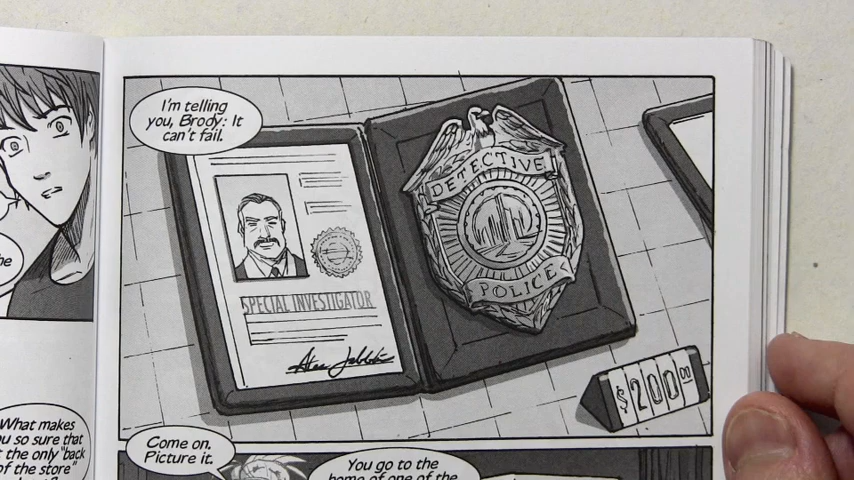 I'm telling
you, Brody: It
can't fail.
DETECTIVE
POLICE
SPECIAL INVESTIGATOR
$200.00
What makes
so sure that
the only "back
of the store"
Come on.
Picture it.
You go to the
home of one of the